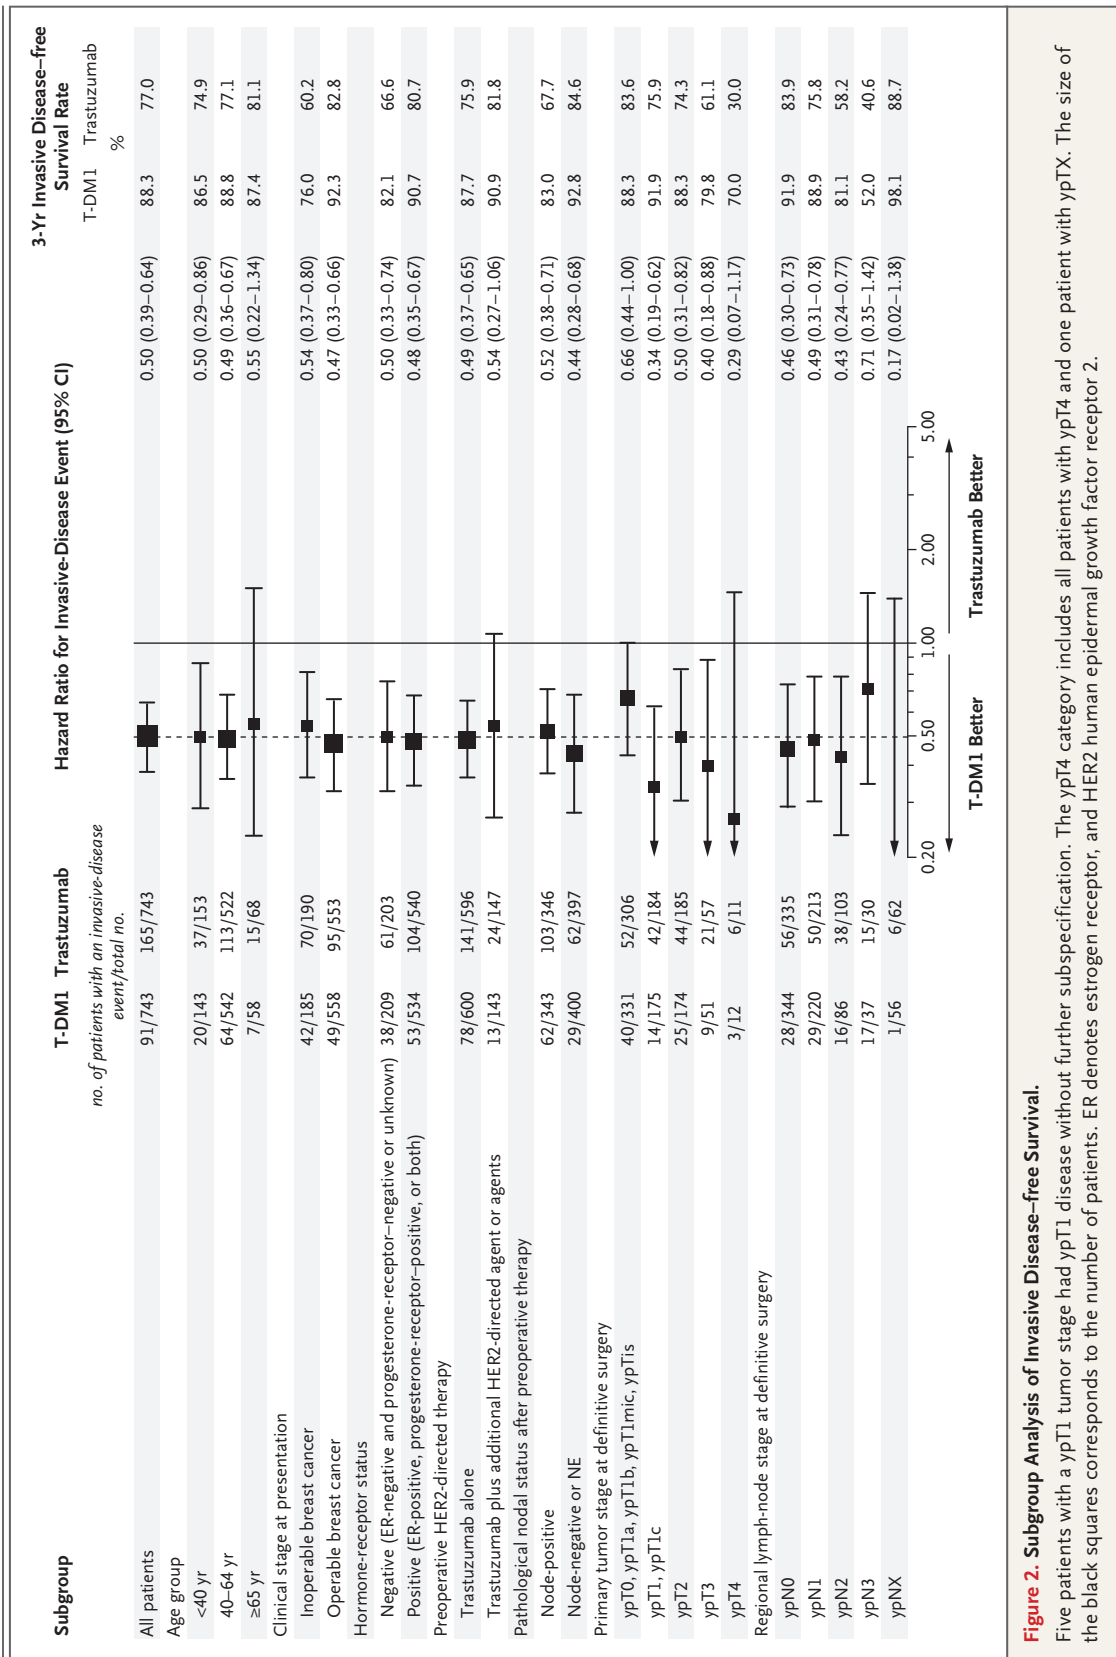 Subgroup T-DM1 Trastuzumab Hazard Ratio for Invasive-Disease Event (95% CI) 3-Yr Invasive Disease–free Survival Rate
no. of patients with an invasive-disease event/total no. T-DM1 Trastuzumab
%
All patients 91/743 165/743 0.50 (0.39–0.64) 88.3 77.0
Age group
<40 yr 20/143 37/153 0.50 (0.29–0.86) 86.5 74.9
40–64 yr 64/542 113/522 0.49 (0.36–0.67) 88.8 77.1
≥65 yr 7/58 15/68 0.55 (0.22–1.34) 87.4 81.1
Clinical stage at presentation
Inoperable breast cancer 42/185 70/190 0.54 (0.37–0.80) 76.0 60.2
Operable breast cancer 49/558 95/553 0.47 (0.33–0.66) 92.3 82.8
Hormone-receptor status
Negative (ER-negative and progesterone-receptor–negative or unknown) 38/209 61/203 0.50 (0.33–0.74) 82.1 66.6
Positive (ER-positive, progesterone-receptor–positive, or both) 53/534 104/540 0.48 (0.35–0.67) 90.7 80.7
Preoperative HER2-directed therapy
Trastuzumab alone 78/600 141/596 0.49 (0.37–0.65) 87.7 75.9
Trastuzumab plus additional HER2-directed agent or agents 13/143 24/147 0.54 (0.27–1.06) 90.9 81.8
Pathological nodal status after preoperative therapy
Node-positive 62/343 103/346 0.52 (0.38–0.71) 83.0 67.7
Node-negative or NE 29/400 62/397 0.44 (0.28–0.68) 92.8 84.6
Primary tumor stage at definitive surgery
ypT0, ypT1a, ypT1b, ypT1mic, ypTis 40/331 52/306 0.66 (0.44–1.00) 88.3 83.6
ypT1, ypT1c 14/175 42/184 0.34 (0.19–0.62) 91.9 75.9
ypT2 25/174 44/185 0.50 (0.31–0.82) 88.3 74.3
ypT3 9/51 21/57 0.40 (0.18–0.88) 79.8 61.1
ypT4 3/12 6/11 0.29 (0.07–1.17) 70.0 30.0
Regional lymph-node stage at definitive surgery
ypN0 28/344 56/335 0.46 (0.30–0.73) 91.9 83.9
ypN1 29/220 50/213 0.49 (0.31–0.78) 88.9 75.8
ypN2 16/86 38/103 0.43 (0.24–0.77) 81.1 58.2
ypN3 17/37 15/30 0.71 (0.35–1.42) 52.0 40.6
ypNX 1/56 6/62 0.17 (0.02–1.38) 98.1 88.7
0.20 0.50 1.00 2.00 5.00
T-DM1 Better Trastuzumab Better
Figure 2. Subgroup Analysis of Invasive Disease–free Survival.
Five patients with a ypT1 tumor stage had ypT1 disease without further subspecification. The ypT4 category includes all patients with ypT4 and one patient with ypTX. The size of
the black squares corresponds to the number of patients. ER denotes estrogen receptor, and HER2 human epidermal growth factor receptor 2.